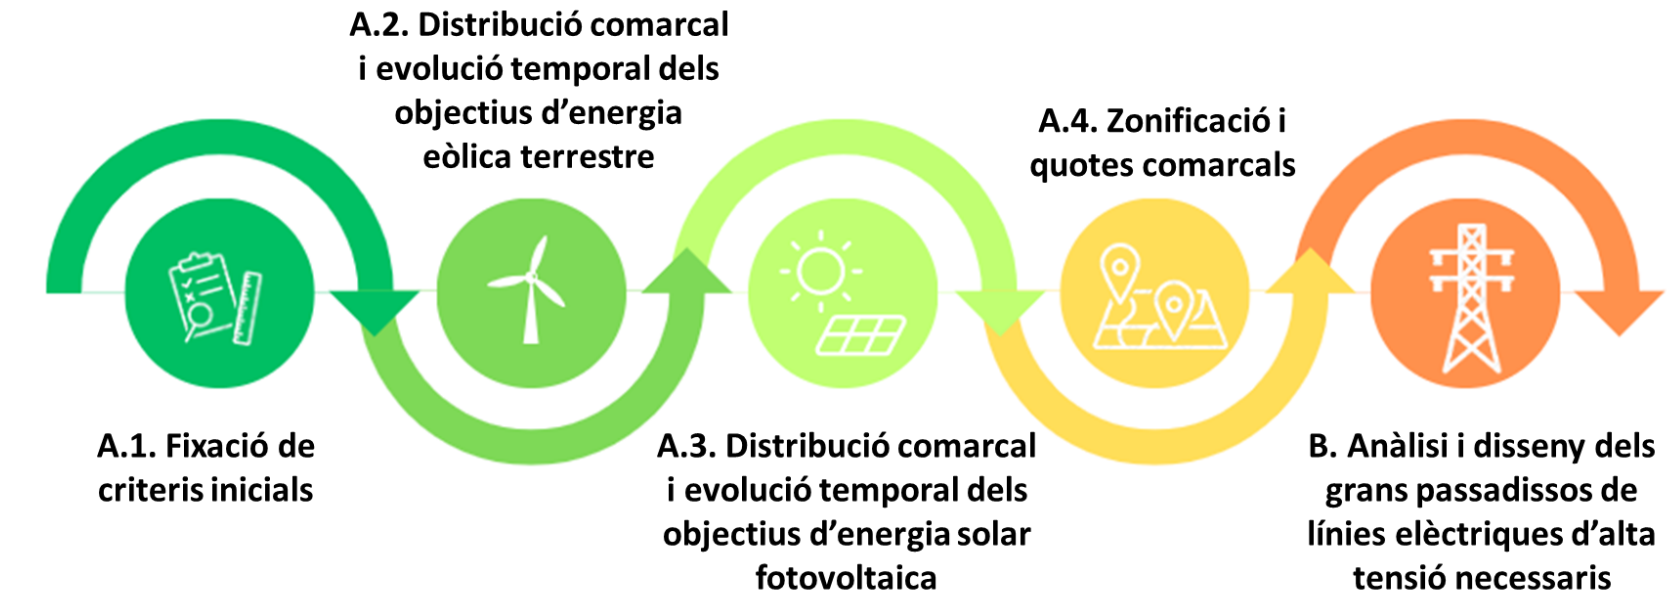 A.1. Fixació de
criteris inicials
A.2. Distribució comarcal
i evolució temporal dels
objectius d’energia
eòlica terrestre
A.3. Distribució comarcal
i evolució temporal dels
objectius d’energia solar
fotovoltaica
A.4. Zonificació i
quotes comarcals
B. Anàlisi i disseny dels
grans passadissos de
línies elèctriques d’alta
tensió necessaris